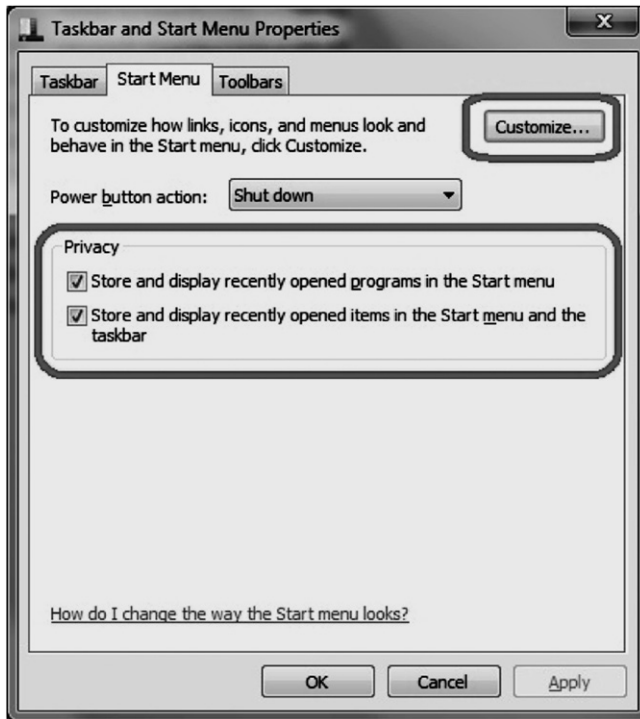 Taskbar and Start Menu Properties
x
Taskbar Start Menu Toolbars
To customize how links, icons, and menus look and
behave in the Start menu, click Customize.
Customize...
Power button action: Shut down
Privacy
Store and display recently opened programs in the Start menu
Store and display recently opened items in the Start menu and the
taskbar
How do I change the way the Start menu looks?
OK Cancel Apply